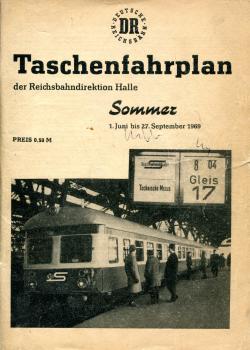 DEUTSCHE
DR
REICHSBAHN
Taschenfahrplan
der Reichsbahndirektion Halle
Sommer
1. Juni bis 27. September 1969
PREIS 0,50 M
8 04
Gleis
17
Technische Messe
S